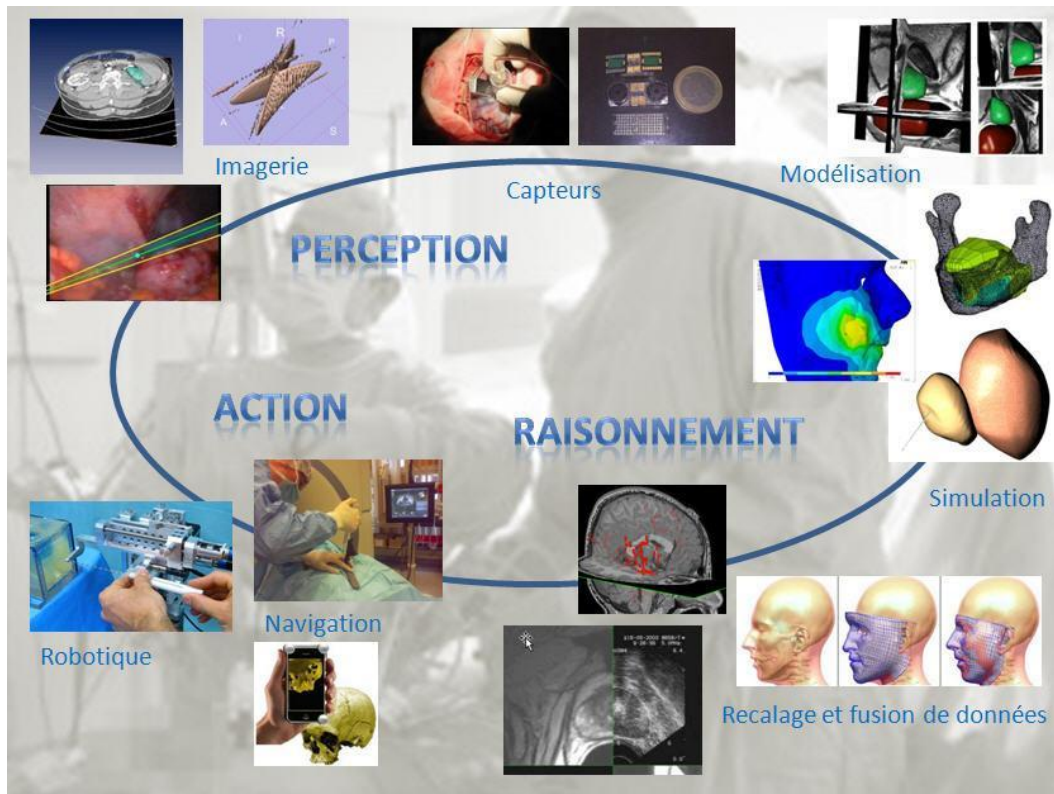 I
R
P
A
S
Imagerie
Capteurs
Modélisation
PERCEPTION
ACTION
RAISONNEMENT
Simulation
Navigation
Robotique
Recalage et fusion de données